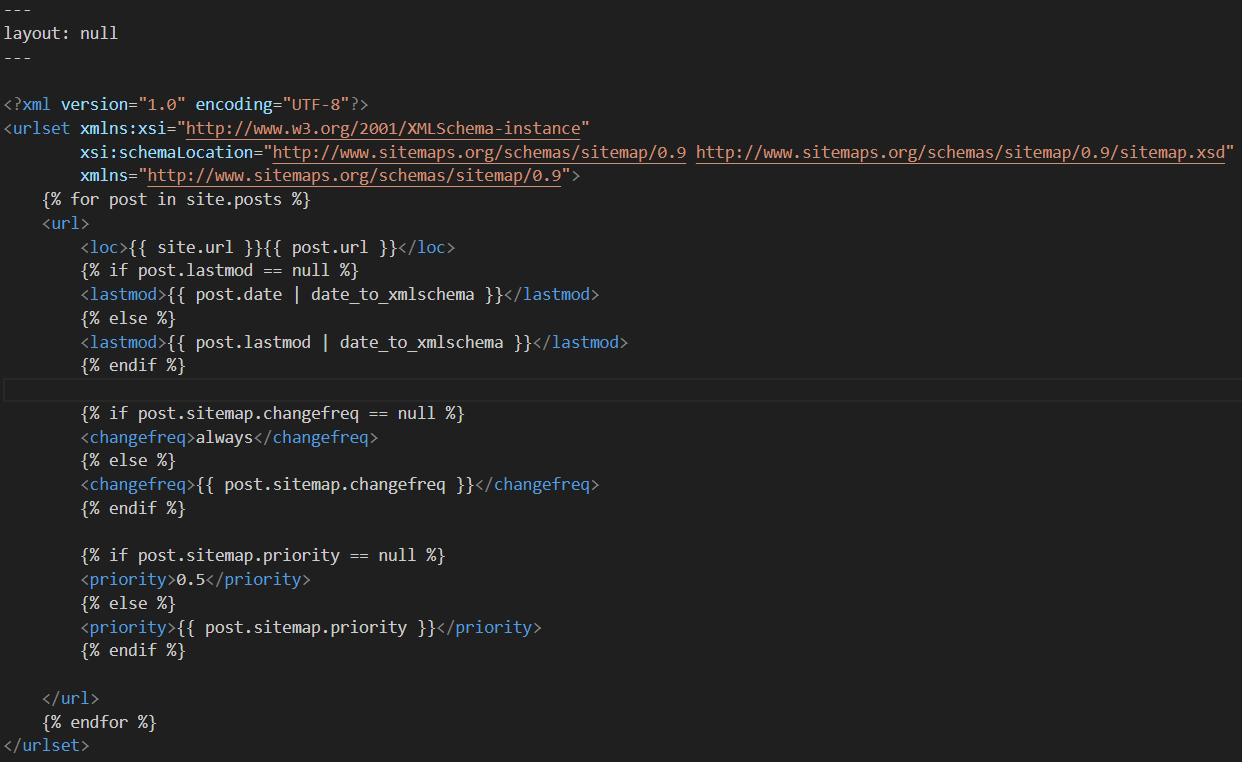 ---
layout: null
---
<?xml version="1.0" encoding="UTF-8"?>
<urlset xmlns:xsi="http://www.w3.org/2001/XMLSchema-instance"
xsi:schemaLocation="http://www.sitemaps.org/schemas/sitemap/0.9 http://www.sitemaps.org/schemas/sitemap/0.9/sitemap.xsd"
xmlns="http://www.sitemaps.org/schemas/sitemap/0.9">
{% for post in site.posts %}
<url>
<loc>{{ site.url }}{{ post.url }}</loc>
{% if post.lastmod == null %}
<lastmod>{{ post.date | date_to_xmlschema }}</lastmod>
{% else %}
<lastmod>{{ post.lastmod | date_to_xmlschema }}</lastmod>
{% endif %}
{% if post.sitemap.changefreq == null %}
<changefreq>always</changefreq>
{% else %}
<changefreq>{{ post.sitemap.changefreq }}</changefreq>
{% endif %}
{% if post.sitemap.priority == null %}
<priority>0.5</priority>
{% else %}
<priority>{{ post.sitemap.priority }}</priority>
{% endif %}
</url>
{% endfor %}
</urlset>